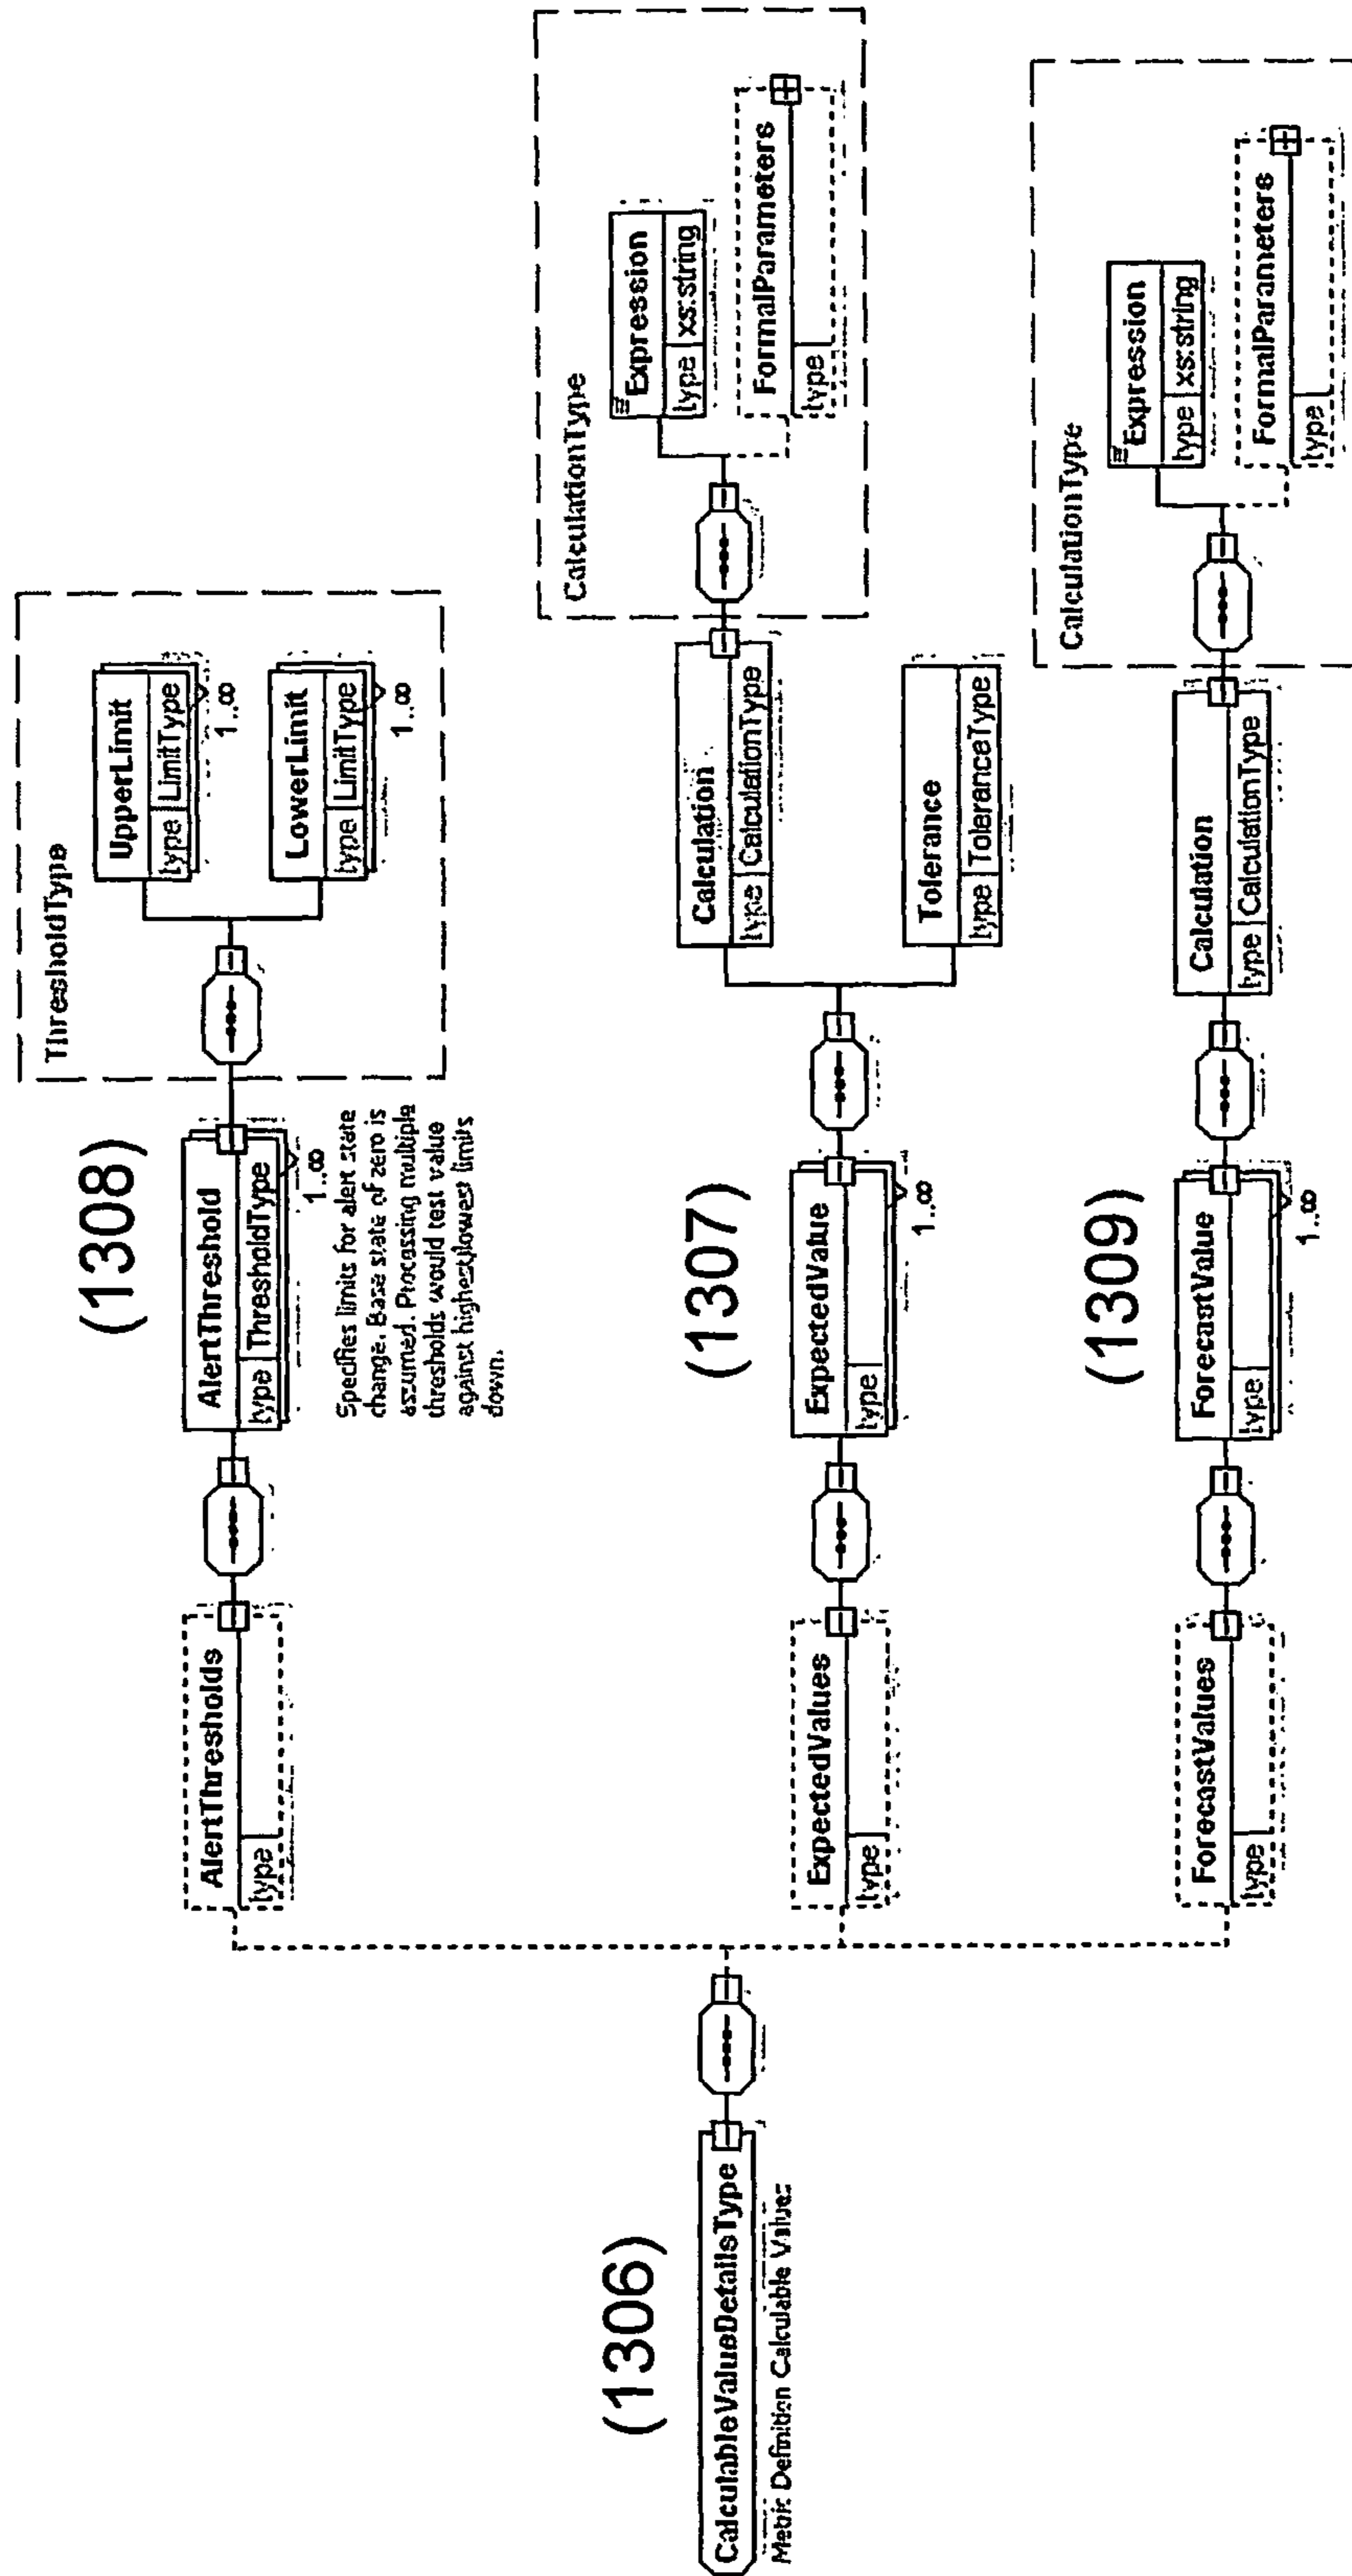 (1306)
CalculableValueDetailsType
Metric Definition Calculable Values
AlertThresholds
type
(1308)
AlertThreshold
type ThresholdType
1..∞
Specifies limits for alert state
change. Base state of zero is
assumed. Processing multiple
thresholds would test value
against highest/lowest limits
down.
ThresholdType
UpperLimit
type LimitType
1..∞
LowerLimit
type LimitType
1..∞
ExpectedValues
type
(1307)
ExpectedValue
type
1..∞
Calculation
type CalculationType
CalculationType
Expression
type xs:string
FormalParameters
type
Tolerance
type ToleranceType
ForecastValues
type
(1309)
ForecastValue
type
1..∞
Calculation
type CalculationType
CalculationType
Expression
type xs:string
FormalParameters
type